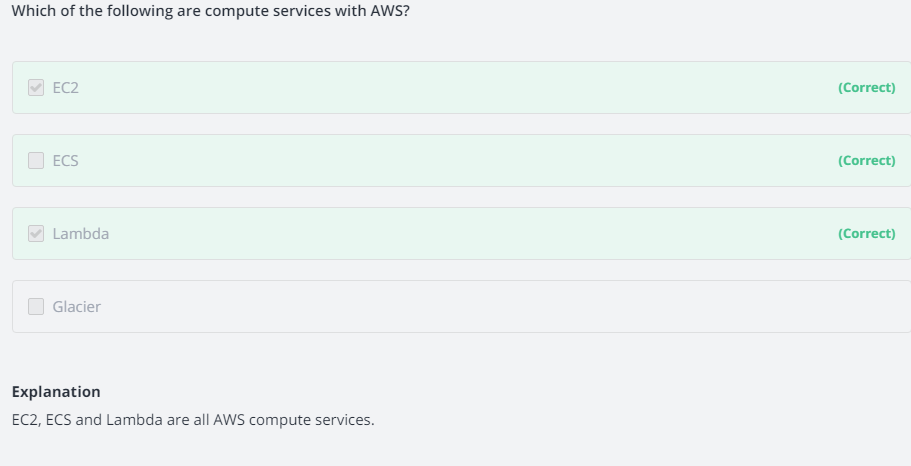 Which of the following are compute services with AWS?
EC2 (Correct)
ECS (Correct)
Lambda (Correct)
Glacier
Explanation
EC2, ECS and Lambda are all AWS compute services.